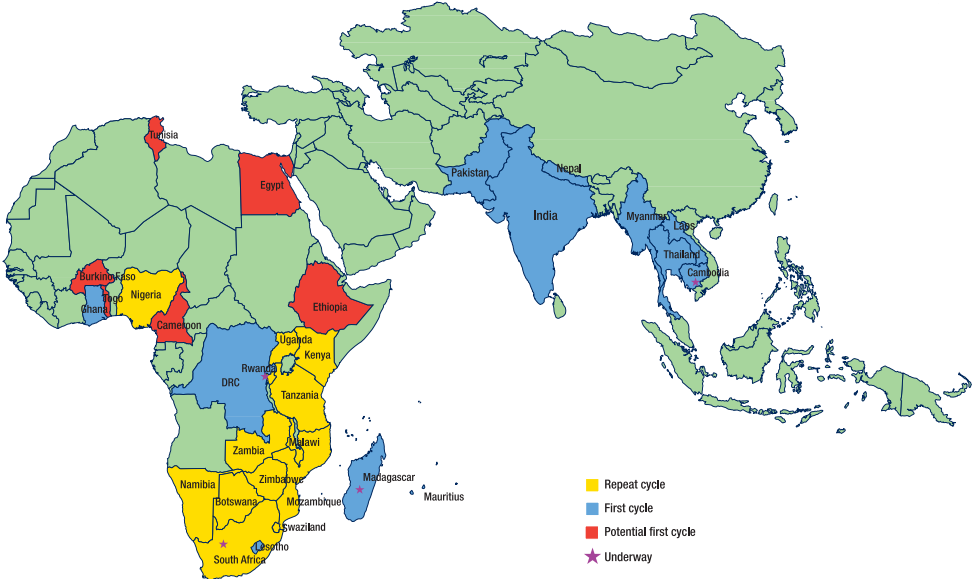 Tunisia
Egypt
Pakistan
Nepal
India
Myanmar
Laos
Thailand
Cambodia
Burkina Faso
Ghana
Togo
Nigeria
Cameroon
Ethiopia
Uganda
Kenya
Rwanda
DRC
Tanzania
Malawi
Zambia
Zimbabwe
Namibia
Botswana
Mozambique
Madagascar
Mauritius
Swaziland
Lesotho
South Africa
Repeat cycle
First cycle
Potential first cycle
Underway